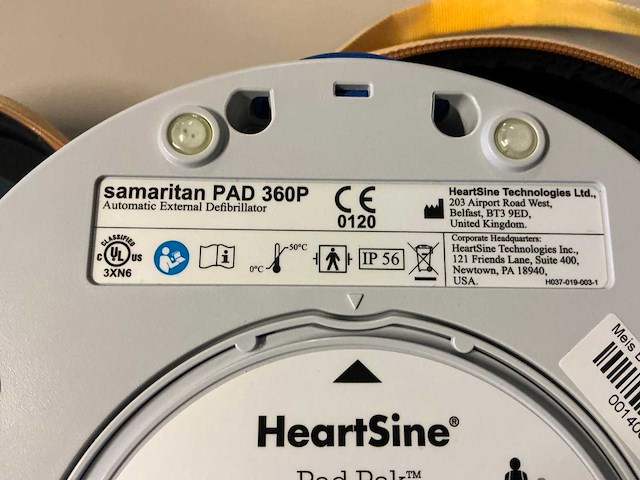 samaritan PAD 360P
Automatic External Defibrillator
CE
0120
HeartSine Technologies Ltd.,
203 Airport Road West,
Belfast, BT3 9ED,
United Kingdom.
CLASSIFIED
C UL US
3XN6
i
0°C
50°C
IP 56
Corporate Headquarters:
HeartSine Technologies Inc.,
121 Friends Lane, Suite 400,
Newtown, PA 18940,
USA.
H037-019-003-1
HeartSine®
Pad-Pak™
Meis
00140